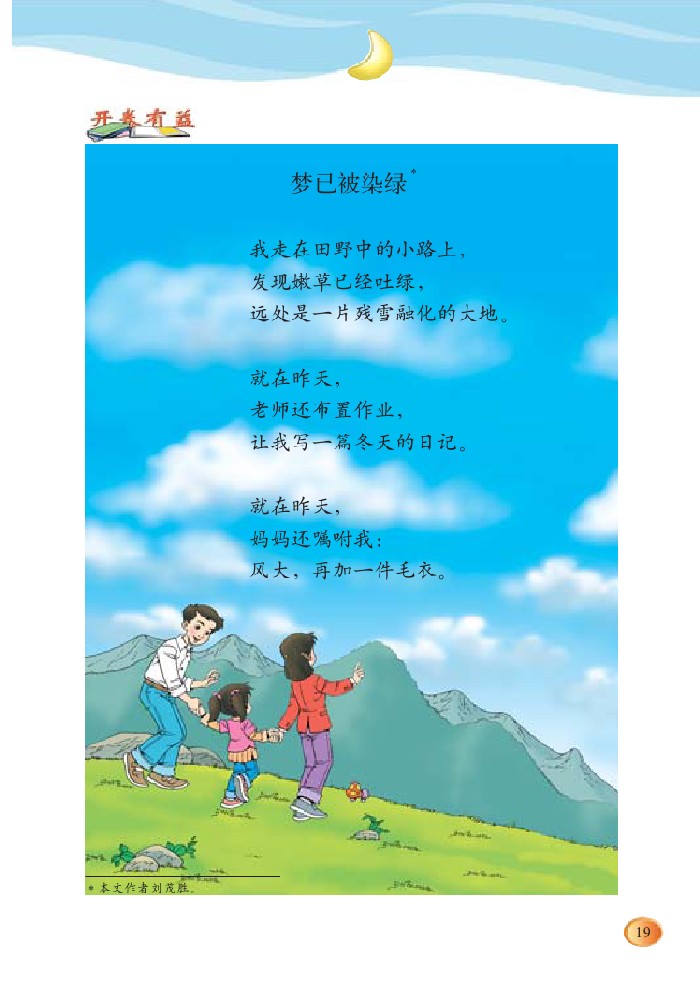 开卷有益
梦已被染绿*
我走在田野中的小路上，
发现嫩草已经吐绿，
远处是一片残雪融化的大地。
就在昨天，
老师还布置作业，
让我写一篇冬天的日记。
就在昨天，
妈妈还嘱咐我：
风大，再加一件毛衣。
* 本文作者刘茂胜。
19